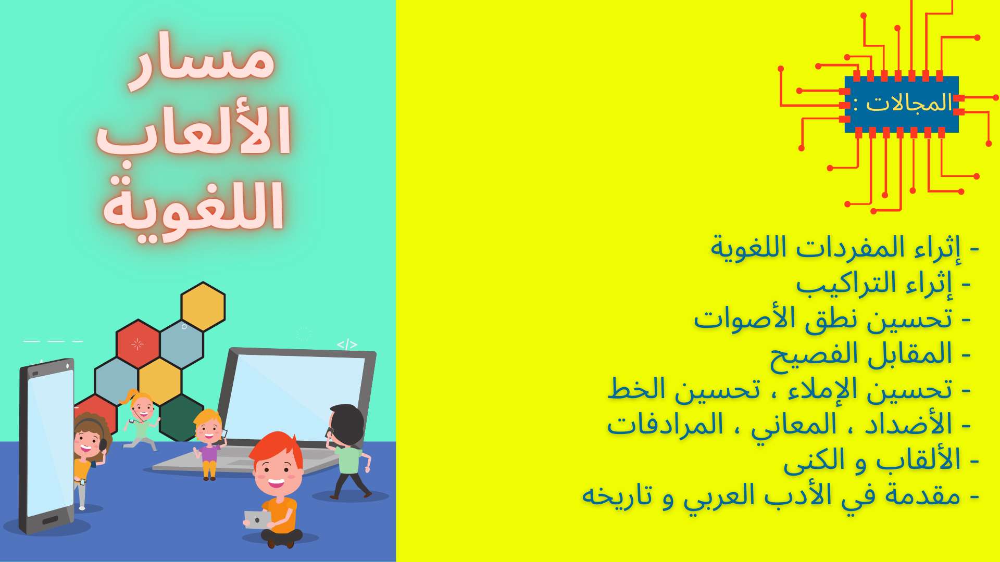 مسار
الألعاب
اللغوية
المجالات :
- إثراء المفردات اللغوية
- إثراء التراكيب
- تحسين نطق الأصوات
- المقابل الفصيح
- تحسين الإملاء ، تحسين الخط
- الأضداد ، المعاني ، المرادفات
- الألقاب و الكنى
- مقدمة في الأدب العربي و تاريخه
</>